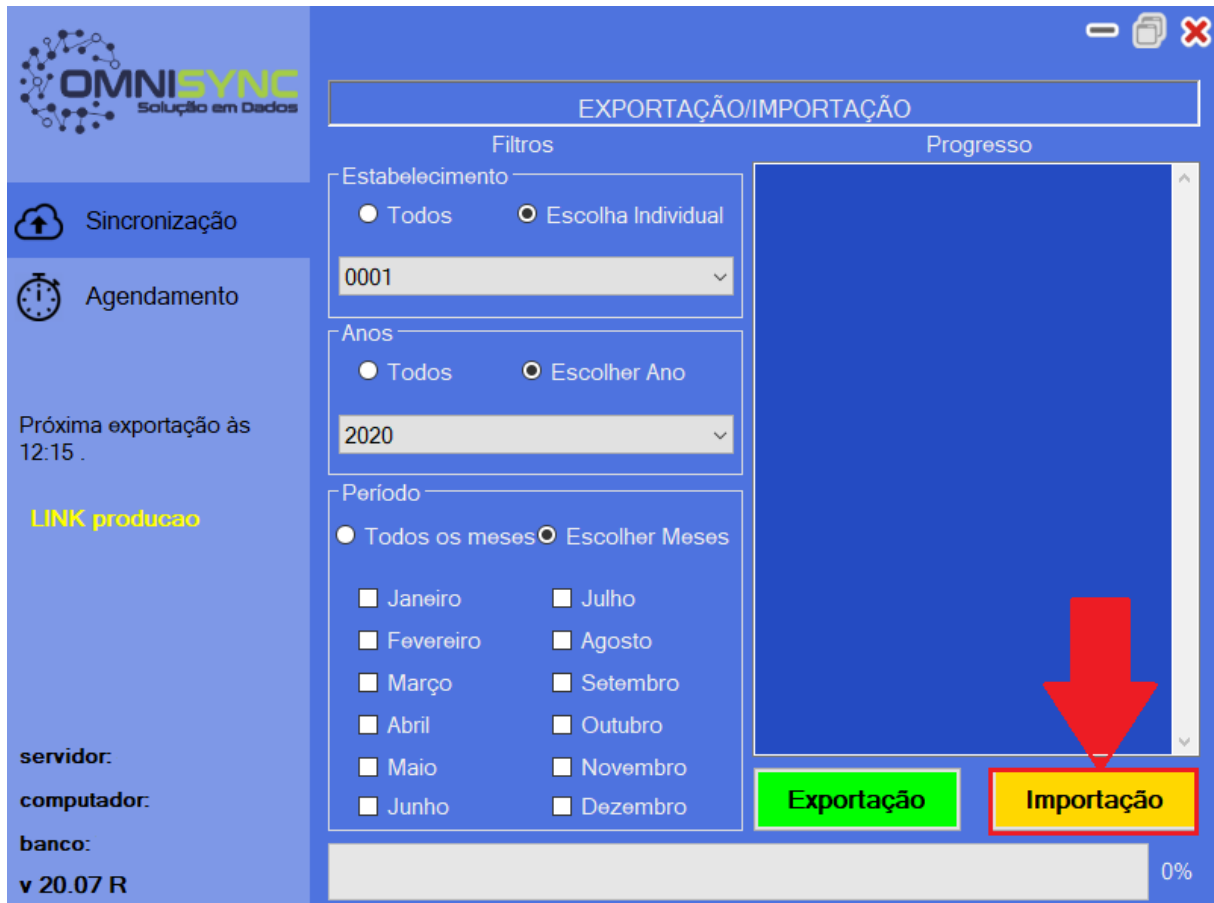 OMNISYNC
Solução em Dados
Sincronização
Agendamento
Próxima exportação às
12:15 .
LINK producao
servidor:
computador:
banco:
v 20.07 R
EXPORTAÇÃO/IMPORTAÇÃO
Filtros
Estabelecimento
Todos Escolha Individual
0001
Anos
Todos Escolher Ano
2020
Período
Todos os meses Escolher Meses
Janeiro Julho
Fevereiro Agosto
Março Setembro
Abril Outubro
Maio Novembro
Junho Dezembro
Progresso
Exportação Importação
0%